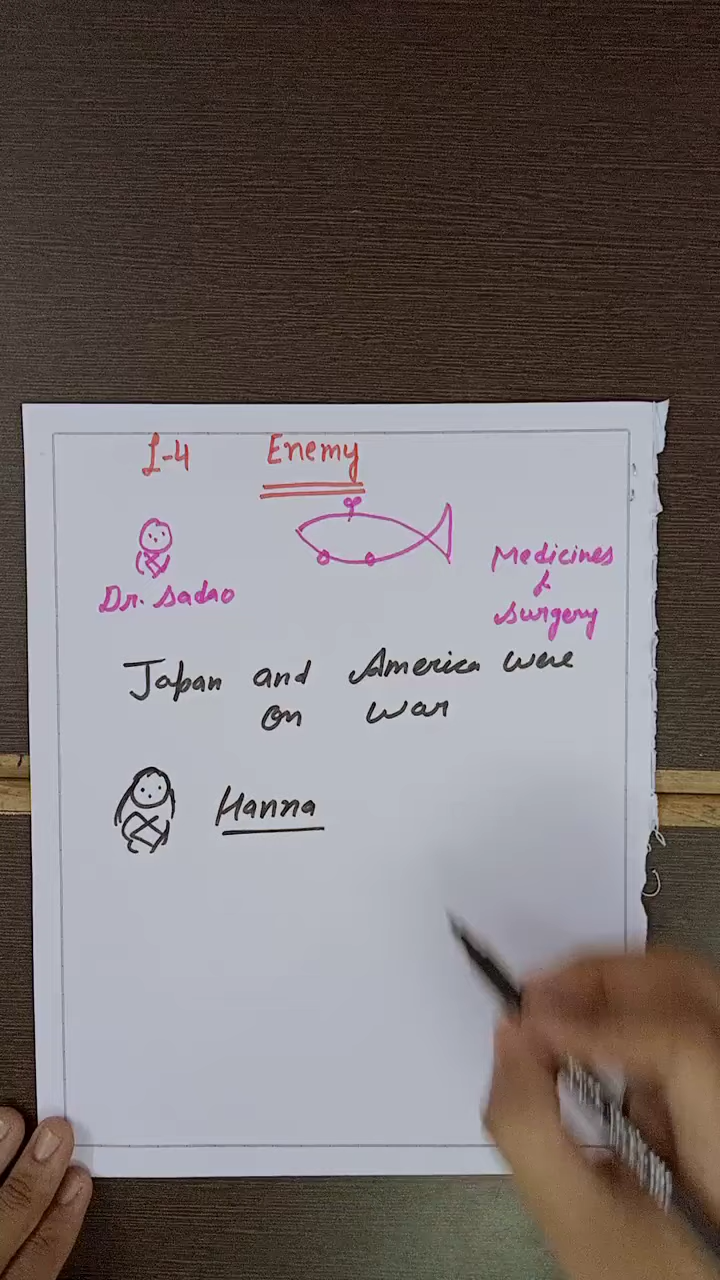 L-4 Enemy
Dr. Sadao
Medicines
&
Surgery
Japan and America were
on war
Hanna